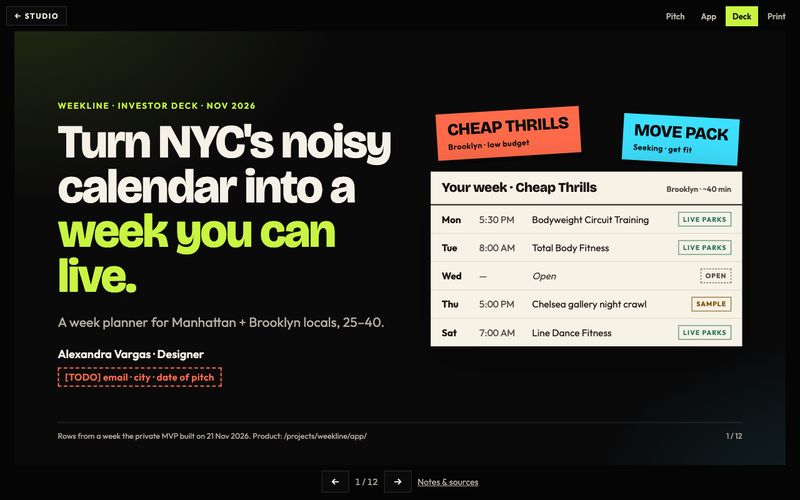 ← STUDIO
Pitch App Deck Print
WEEKLINE · INVESTOR DECK · NOV 2026
Turn NYC's noisy
calendar into a
week you can
live.
A week planner for Manhattan + Brooklyn locals, 25–40.
Alexandra Vargas · Designer
[TODO] email · city · date of pitch
CHEAP THRILLS
Brooklyn · low budget
MOVE PACK
Seeking · get fit
Your week · Cheap Thrills Brooklyn · ~40 min
Mon 5:30 PM Bodyweight Circuit Training LIVE PARKS
Tue 8:00 AM Total Body Fitness LIVE PARKS
Wed — Open OPEN
Thu 5:00 PM Chelsea gallery night crawl SAMPLE
Sat 7:00 AM Line Dance Fitness LIVE PARKS
Rows from a week the private MVP built on 21 Nov 2026. Product: /projects/weekline/app/ 1 / 12
← 1 / 12 → Notes & sources